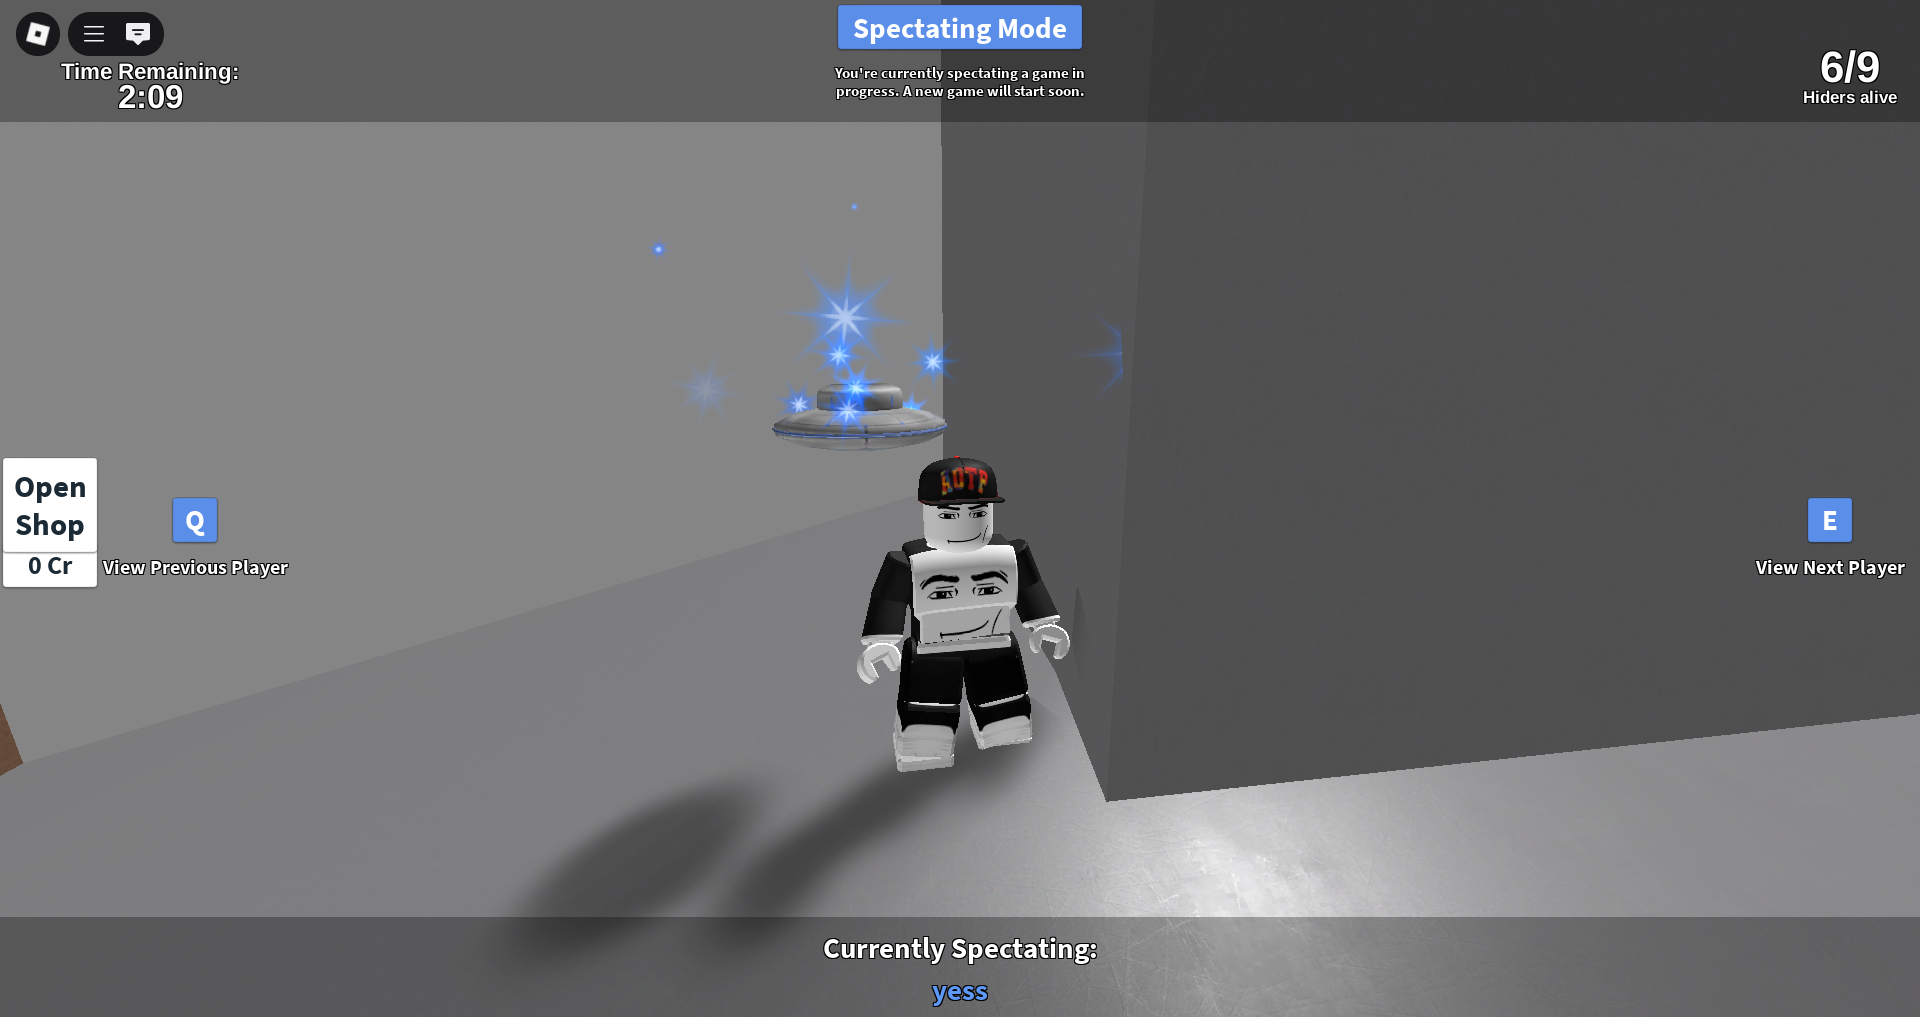 Spectating Mode
You're currently spectating a game in
progress. A new game will start soon.
Time Remaining:
2:09
6/9
Hiders alive
Open
Shop
0 Cr
Q
View Previous Player
E
View Next Player
Currently Spectating:
yess